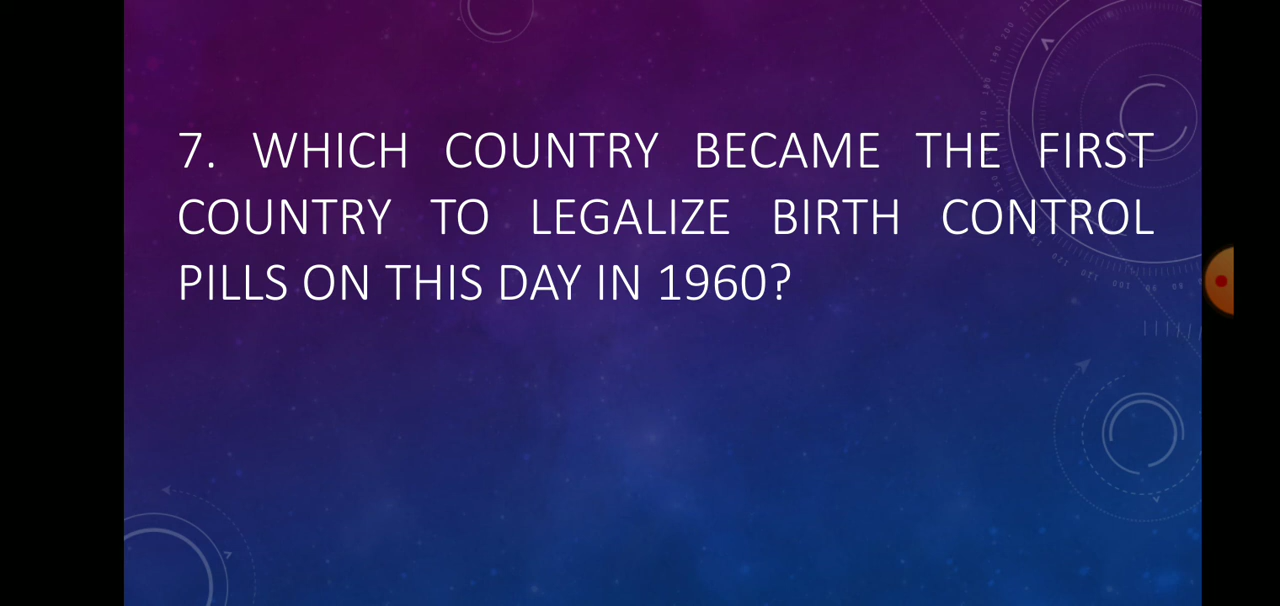 7. WHICH COUNTRY BECAME THE FIRST
COUNTRY TO LEGALIZE BIRTH CONTROL
PILLS ON THIS DAY IN 1960?